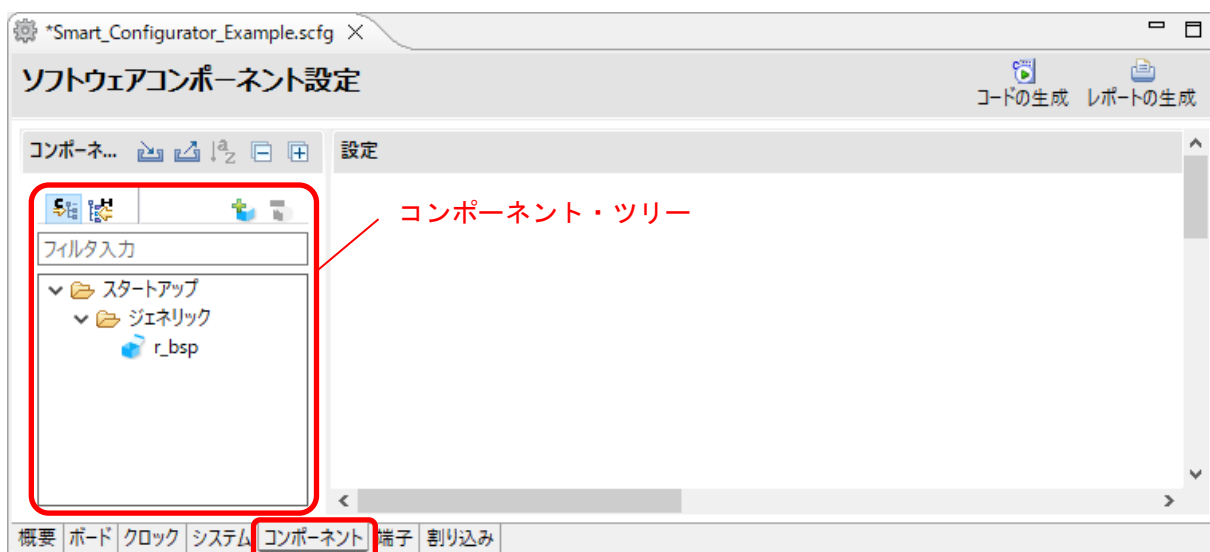 *Smart_Configurator_Example.scfg
ソフトウェアコンポーネント設定
コードの生成 レポートの生成
コンポーネ... 設定
コンポーネント・ツリー
フィルタ入力
スタートアップ
ジェネリック
r_bsp
概要 ボード クロック システム コンポーネント 端子 割り込み